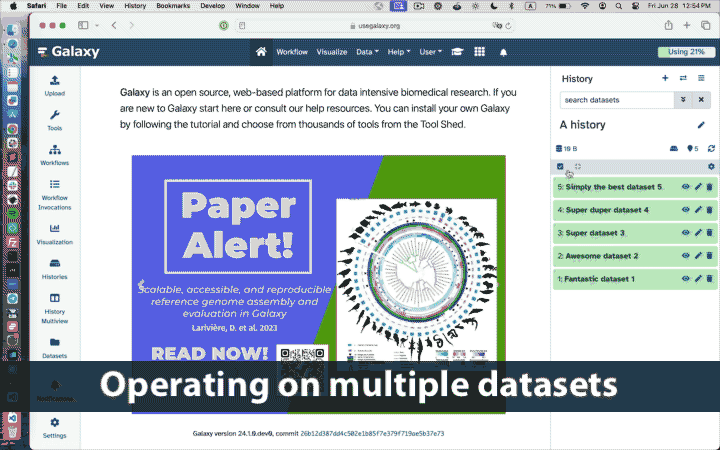 Safari File Edit View History Bookmarks Develop Window Help
71% Fri Jun 28 12:54 PM
usegalaxy.org
Galaxy
Workflow Visualize Data Help User
Using 21%
Upload
Tools
Workflows
Workflow
Invocations
Visualization
Histories
History
Multiview
Datasets
Notifications
Settings
Galaxy is an open source, web-based platform for data intensive biomedical research. If you
are new to Galaxy start here or consult our help resources. You can install your own Galaxy
by following the tutorial and choose from thousands of tools from the Tool Shed.
Paper
Alert!
Scalable, accessible, and reproducible
reference genome assembly and
evaluation in Galaxy
Larivière, D. et al. 2023
READ NOW!
Operating on multiple datasets
Galaxy version 24.1.0.dev0, commit 26b12d387dd4c502e1b85f7e379f719ae5b37e73
History
search datasets
A history
10 B
5
5: Simply the best dataset 5
4: Super duper dataset 4
3: Super dataset 3
2: Awesome dataset 2
1: Fantastic dataset 1